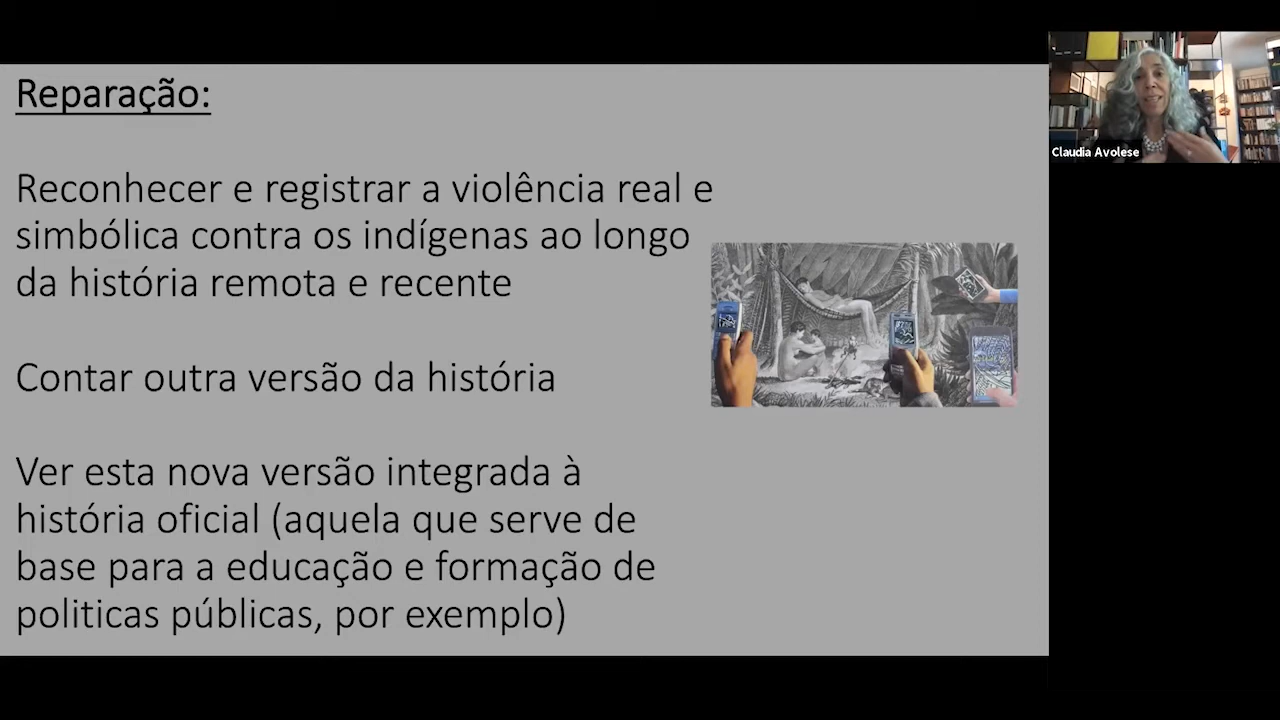 Reparação:
Reconhecer e registrar a violência real e
simbólica contra os indígenas ao longo
da história remota e recente
Contar outra versão da história
Ver esta nova versão integrada à
história oficial (aquela que serve de
base para a educação e formação de
politicas públicas, por exemplo)
Claudia Avolese